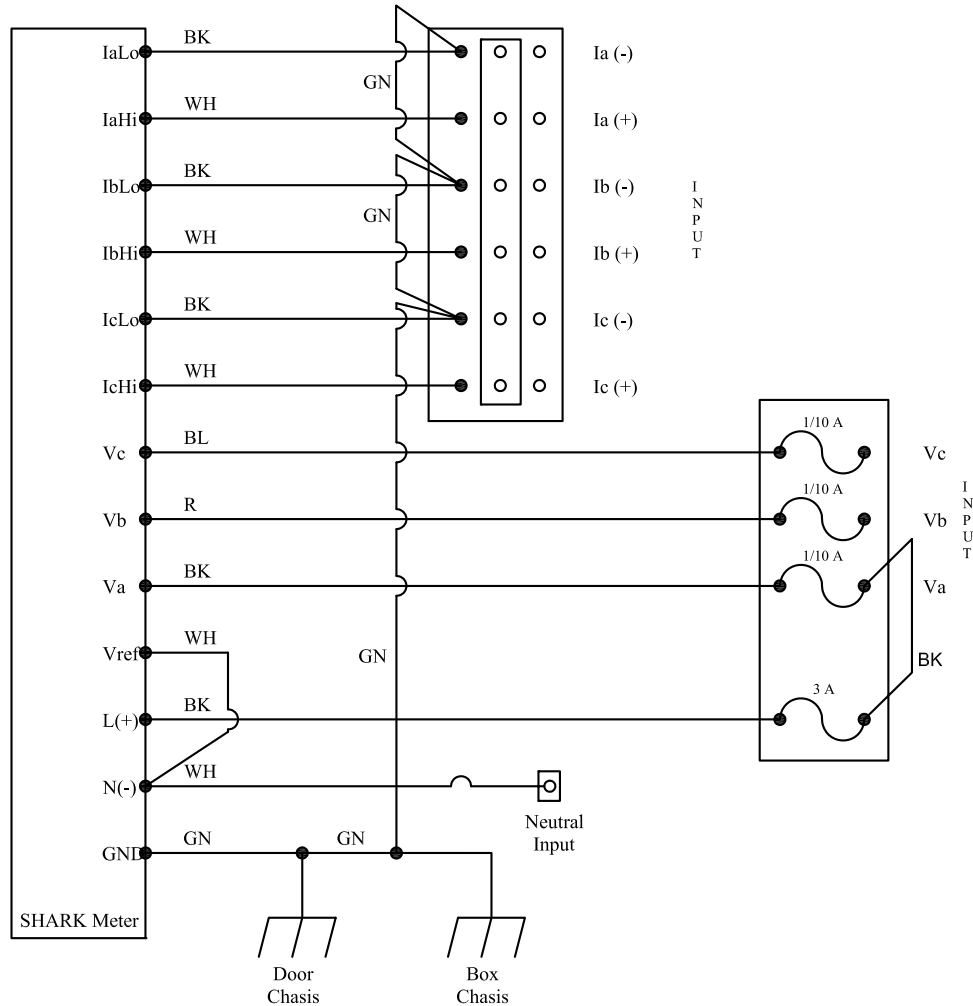 IaLo
BK
Ia (-)
GN
IaHi
WH
Ia (+)
IbLo
BK
Ib (-)
GN
IbHi
WH
Ib (+)
INPUT
IcLo
BK
Ic (-)
IcHi
WH
Ic (+)
Vc
BL
1/10 A
Vc
Vb
R
1/10 A
Vb
INPUT
Va
BK
1/10 A
Va
Vref
WH
GN
BK
L(+)
BK
3 A
N(-)
WH
Neutral
Input
GND
GN
GN
SHARK Meter
Door
Chasis
Box
Chasis